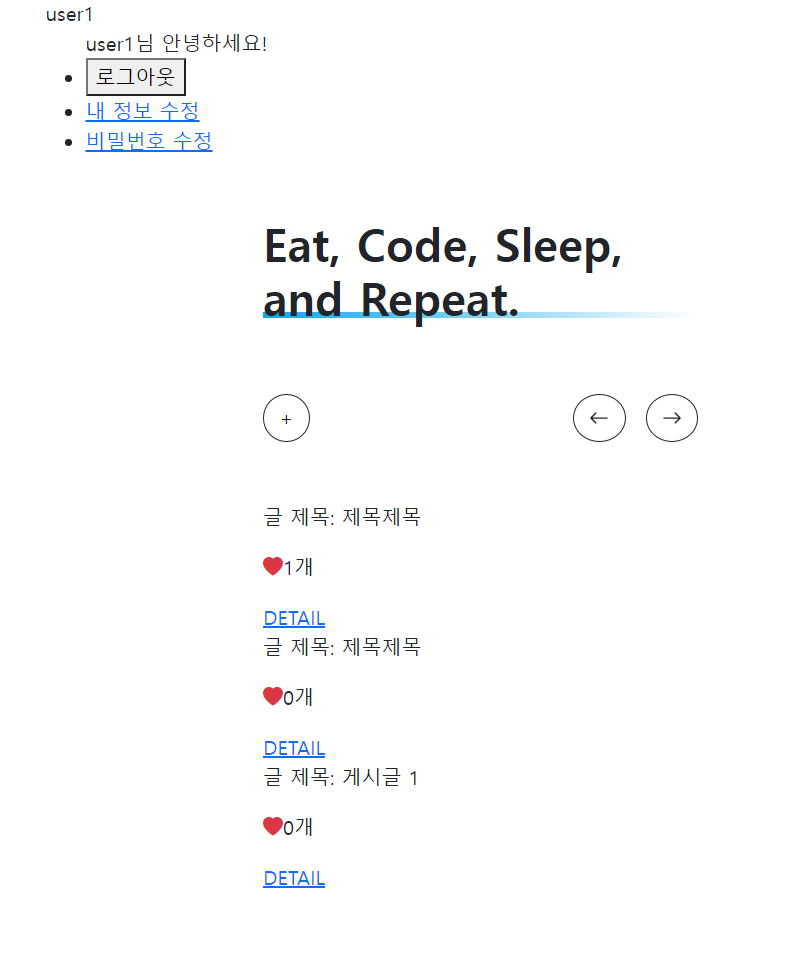 user1
user1님 안녕하세요!
로그아웃
내 정보 수정
비밀번호 수정
Eat, Code, Sleep,
and Repeat.
+ ← →
글 제목: 제목제목
1개
DETAIL
글 제목: 제목제목
0개
DETAIL
글 제목: 게시글 1
0개
DETAIL